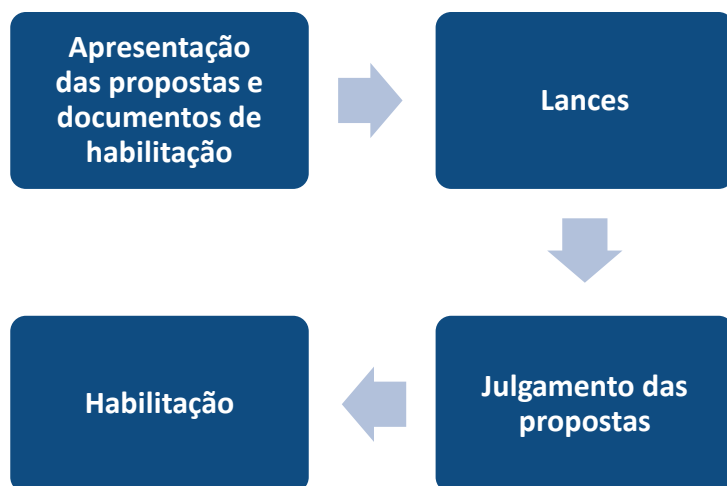 Apresentação
das propostas e
documentos de
habilitação
Lances
Julgamento das
propostas
Habilitação